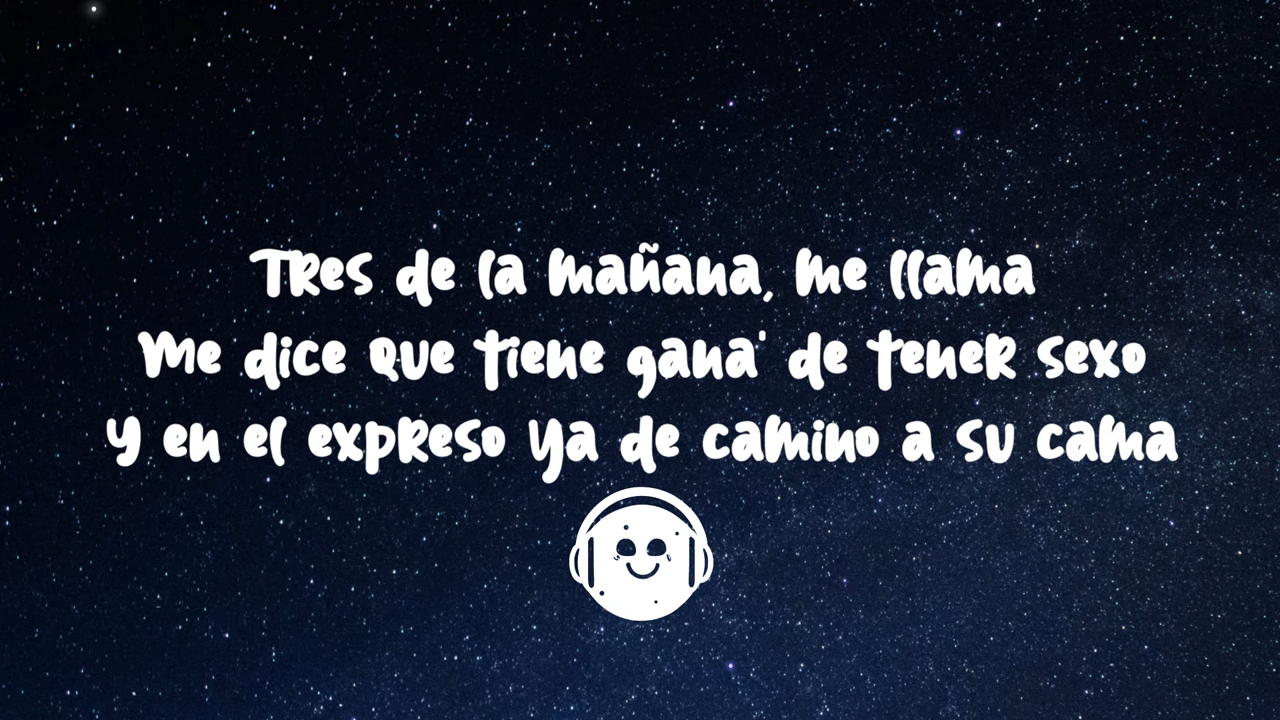 Tres de la mañana, me llama
Me dice que tiene gana' de tener sexo
Y en el expreso ya de camino a su cama